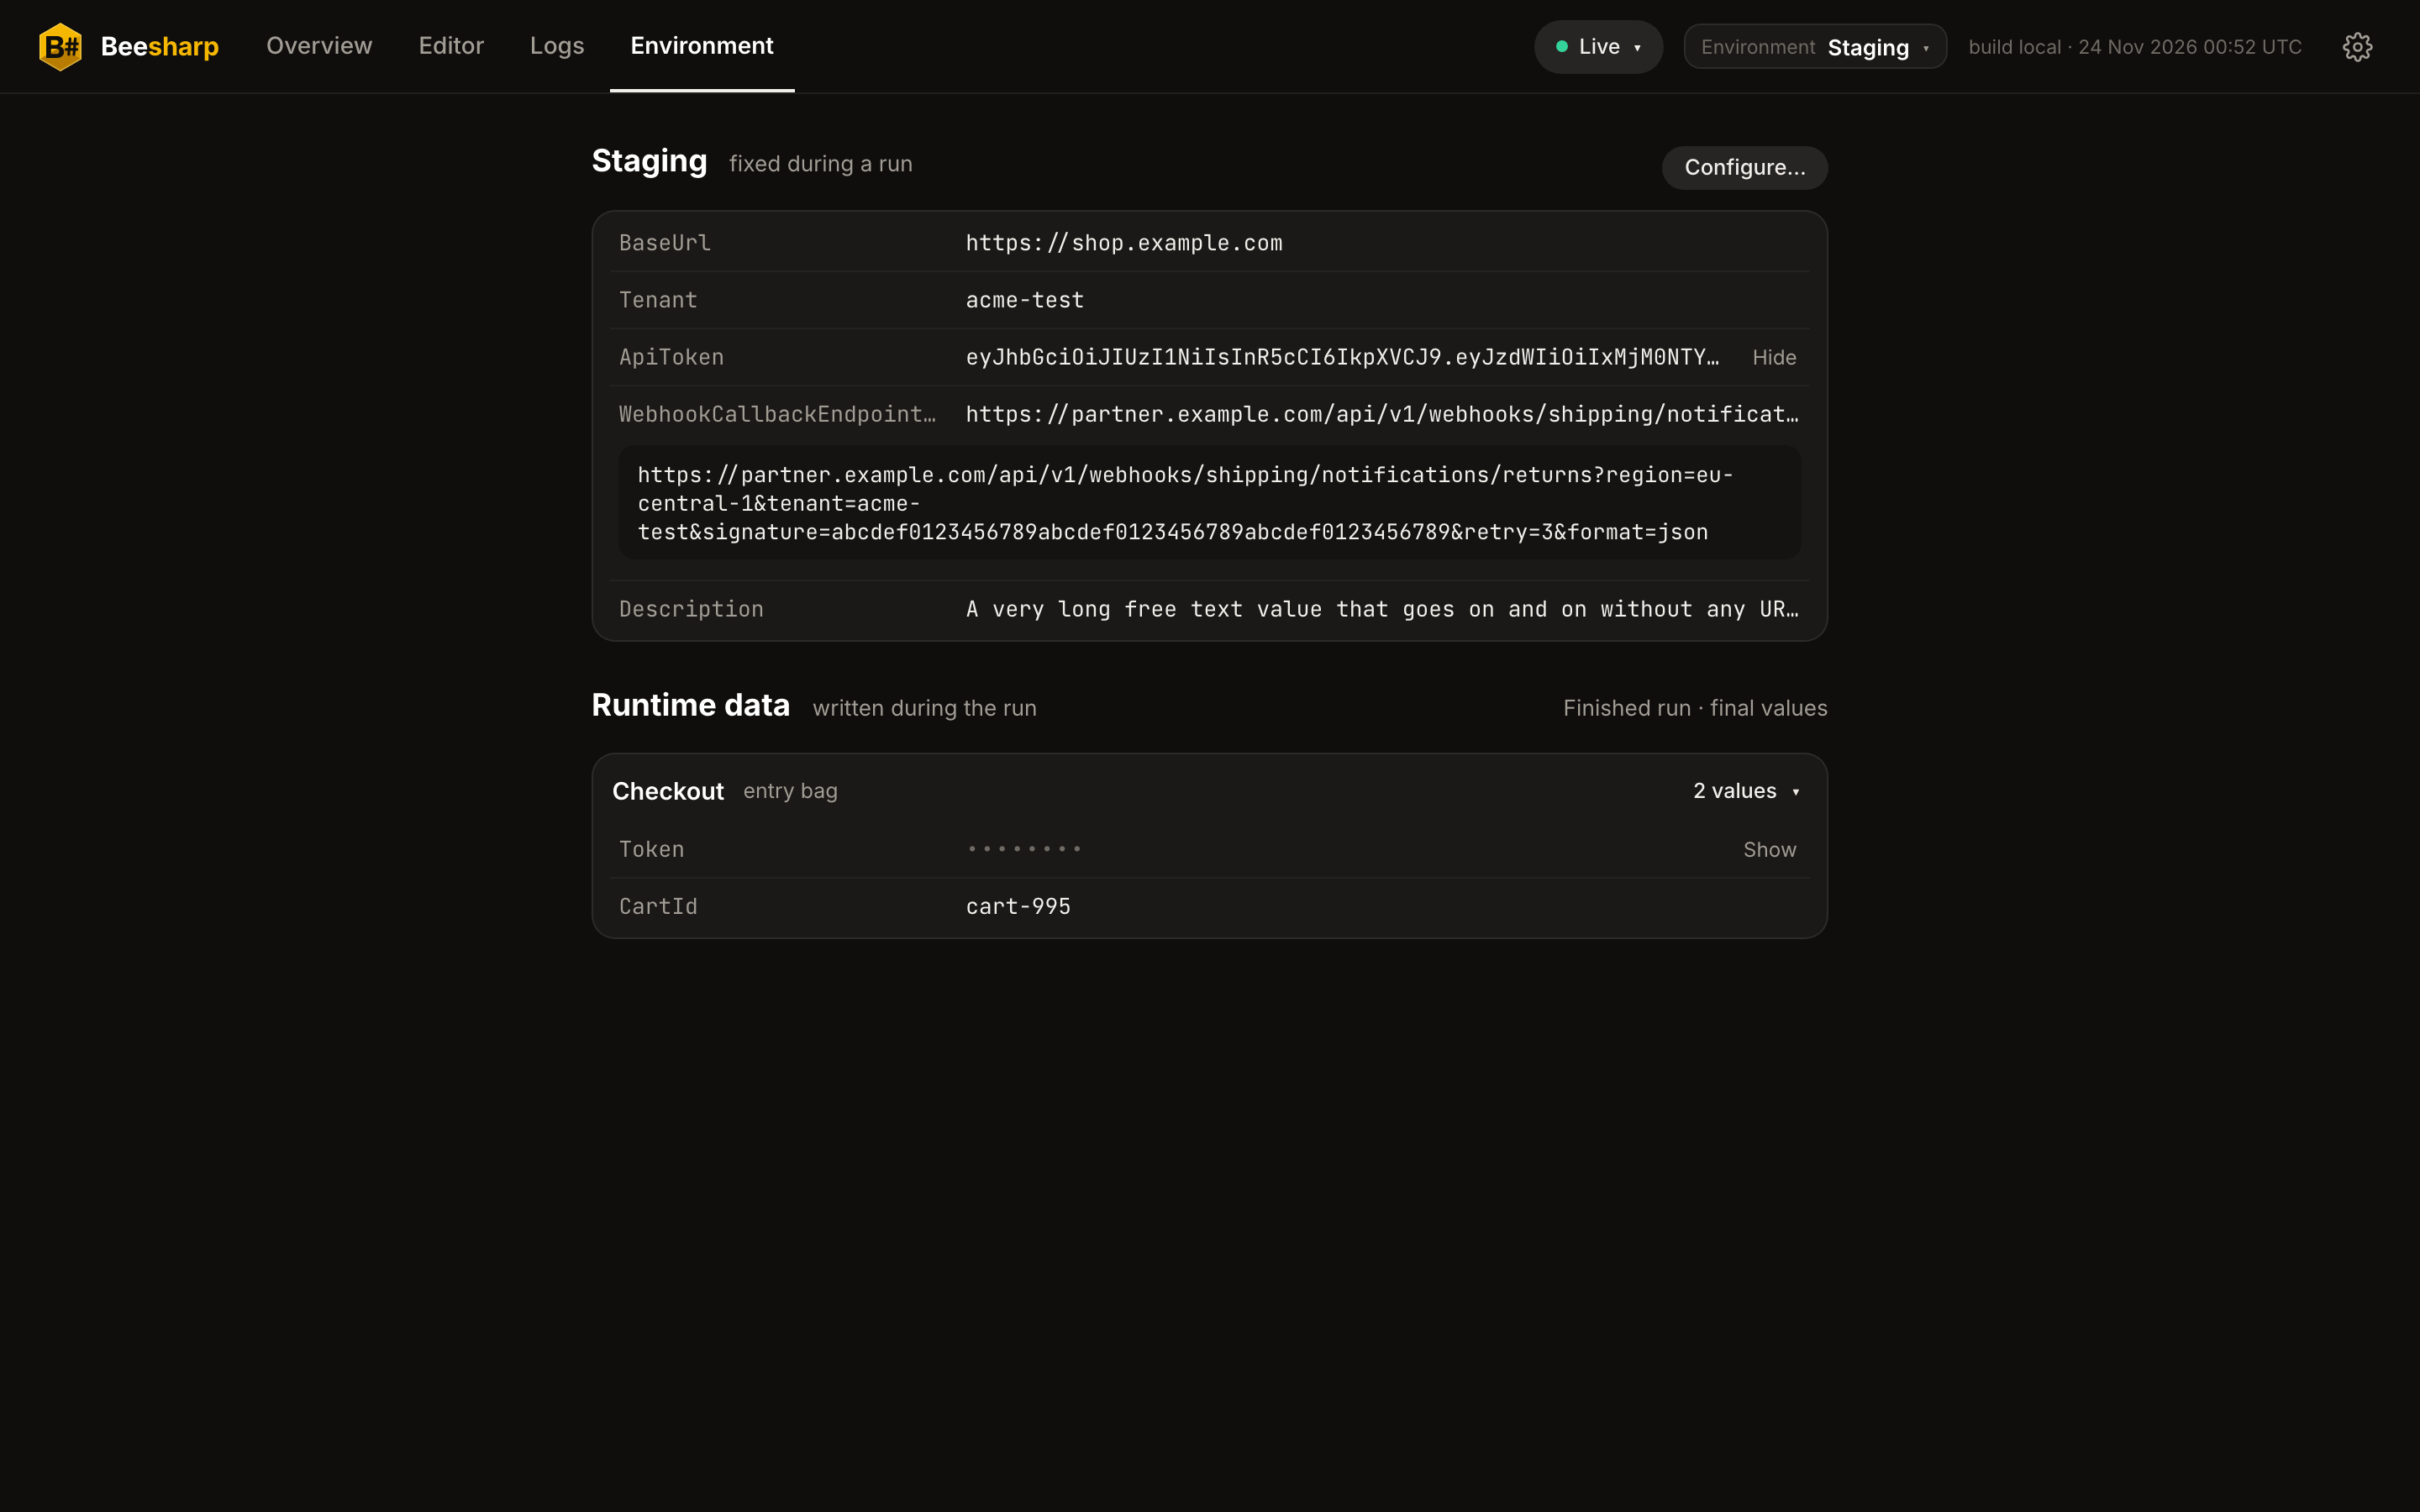 B# Beesharp Overview Editor Logs Environment Live ▾ Environment Staging ▾ build local · 24 Nov 2026 00:52 UTC
Staging fixed during a run Configure...
BaseUrl https://shop.example.com
Tenant acme-test
ApiToken eyJhbGciOiJIUzI1NiIsInR5cCI6IkpXVCJ9.eyJzdWIiOiIxMjM0NTY… Hide
WebhookCallbackEndpoint… https://partner.example.com/api/v1/webhooks/shipping/notificat…
https://partner.example.com/api/v1/webhooks/shipping/notifications/returns?region=eu-
central-1&tenant=acme-
test&signature=abcdef0123456789abcdef0123456789abcdef0123456789&retry=3&format=json
Description A very long free text value that goes on and on without any UR…
Runtime data written during the run Finished run · final values
Checkout entry bag 2 values ▾
Token •••••••• Show
CartId cart-995